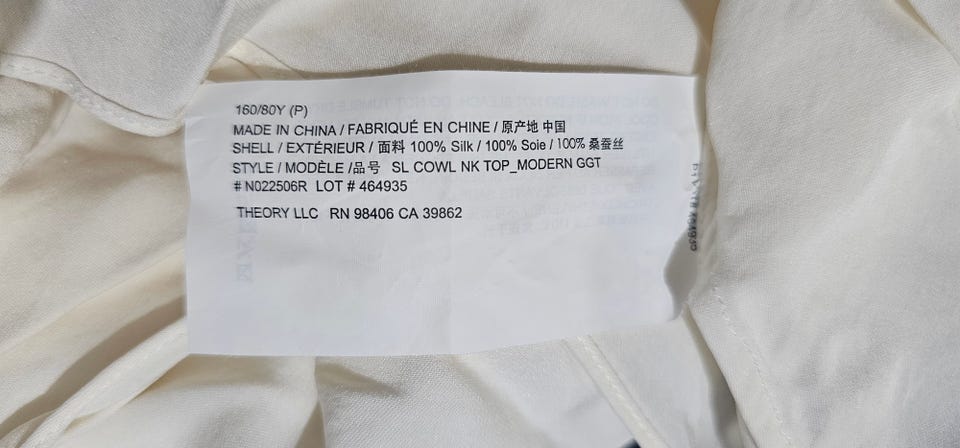 160/80Y (P)
MADE IN CHINA / FABRIQUÉ EN CHINE / 原产地 中国
SHELL / EXTÉRIEUR / 面料 100% Silk / 100% Soie / 100% 桑蚕丝
STYLE / MODÈLE /品号 SL COWL NK TOP_MODERN GGT
# N022506R LOT # 464935
THEORY LLC RN 98406 CA 39862